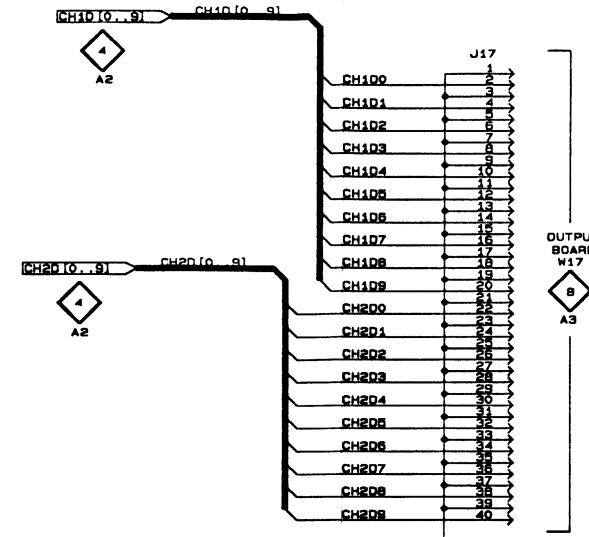 CH1D[0..9]
CH1D[0..9]
4
A2
J17
1
CH1D0 2
3
CH1D1 4
5
CH1D2 6
7
CH1D3 8
9
CH1D4 10
11
CH1D5 12
13
CH1D6 14
15
CH1D7 16
17
CH1D8 18
19
CH1D9 20
21
CH2D0 22
23
CH2D1 24
25
CH2D2 26
27
CH2D3 28
29
CH2D4 30
31
CH2D5 32
33
CH2D6 34
35
CH2D7 36
37
CH2D8 38
39
CH2D9 40
CH2D[0..9]
CH2D[0..9]
4
A2
OUTPU
BOAR
W17
8
A3